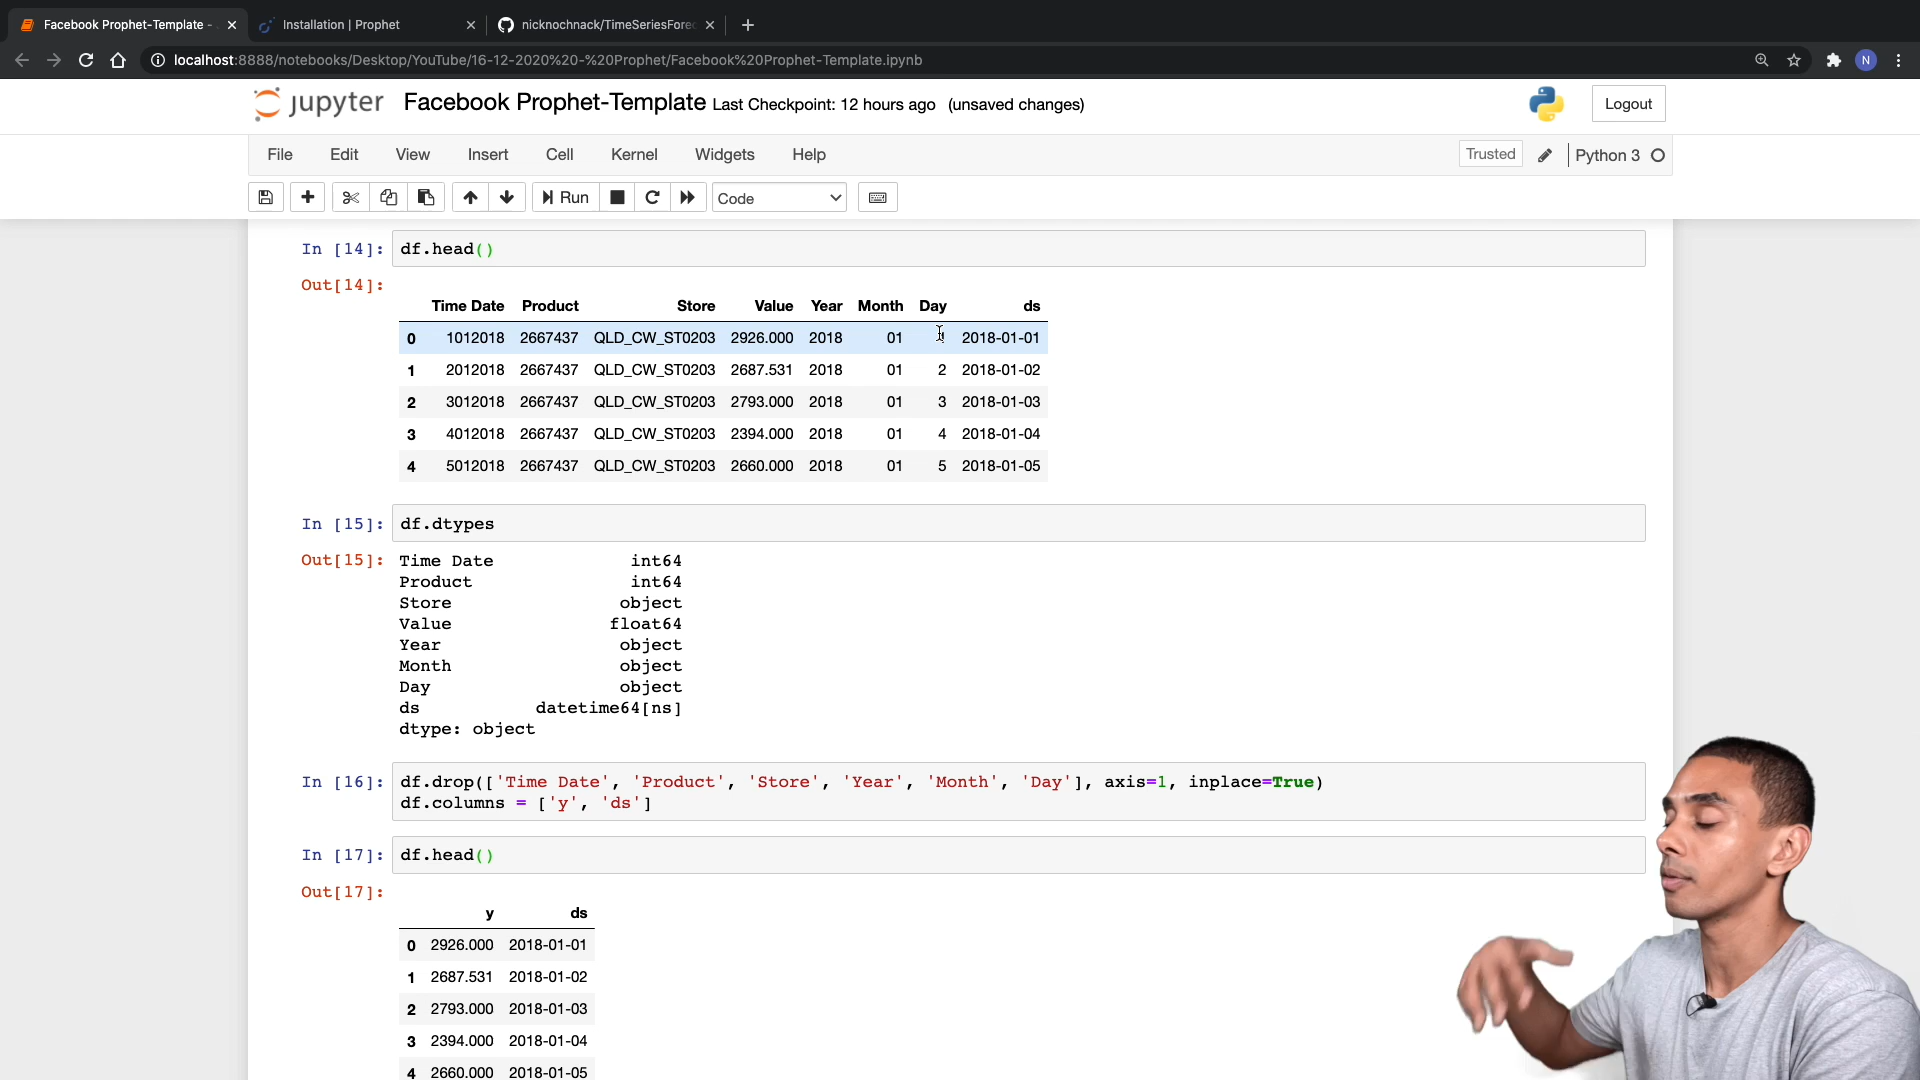 Facebook Prophet-Template -
Installation | Prophet
nicknochnack/TimeSeriesForec
localhost:8888/notebooks/Desktop/YouTube/16-12-2020%20-%20Prophet/Facebook%20Prophet-Template.ipynb
N
jupyter Facebook Prophet-Template Last Checkpoint: 12 hours ago (unsaved changes)
Logout
File Edit View Insert Cell Kernel Widgets Help
Trusted Python 3
Run Code
In [14]: df.head()
Out[14]:
Time Date Product Store Value Year Month Day ds
0 1012018 2667437 QLD_CW_ST0203 2926.000 2018 01 2018-01-01
1 2012018 2667437 QLD_CW_ST0203 2687.531 2018 01 2 2018-01-02
2 3012018 2667437 QLD_CW_ST0203 2793.000 2018 01 3 2018-01-03
3 4012018 2667437 QLD_CW_ST0203 2394.000 2018 01 4 2018-01-04
4 5012018 2667437 QLD_CW_ST0203 2660.000 2018 01 5 2018-01-05
In [15]: df.dtypes
Out[15]: Time Date int64
Product int64
Store object
Value float64
Year object
Month object
Day object
ds datetime64[ns]
dtype: object
In [16]: df.drop(['Time Date', 'Product', 'Store', 'Year', 'Month', 'Day'], axis=1, inplace=True)
df.columns = ['y', 'ds']
In [17]: df.head()
Out[17]:
y ds
0 2926.000 2018-01-01
1 2687.531 2018-01-02
2 2793.000 2018-01-03
3 2394.000 2018-01-04
4 2660.000 2018-01-05